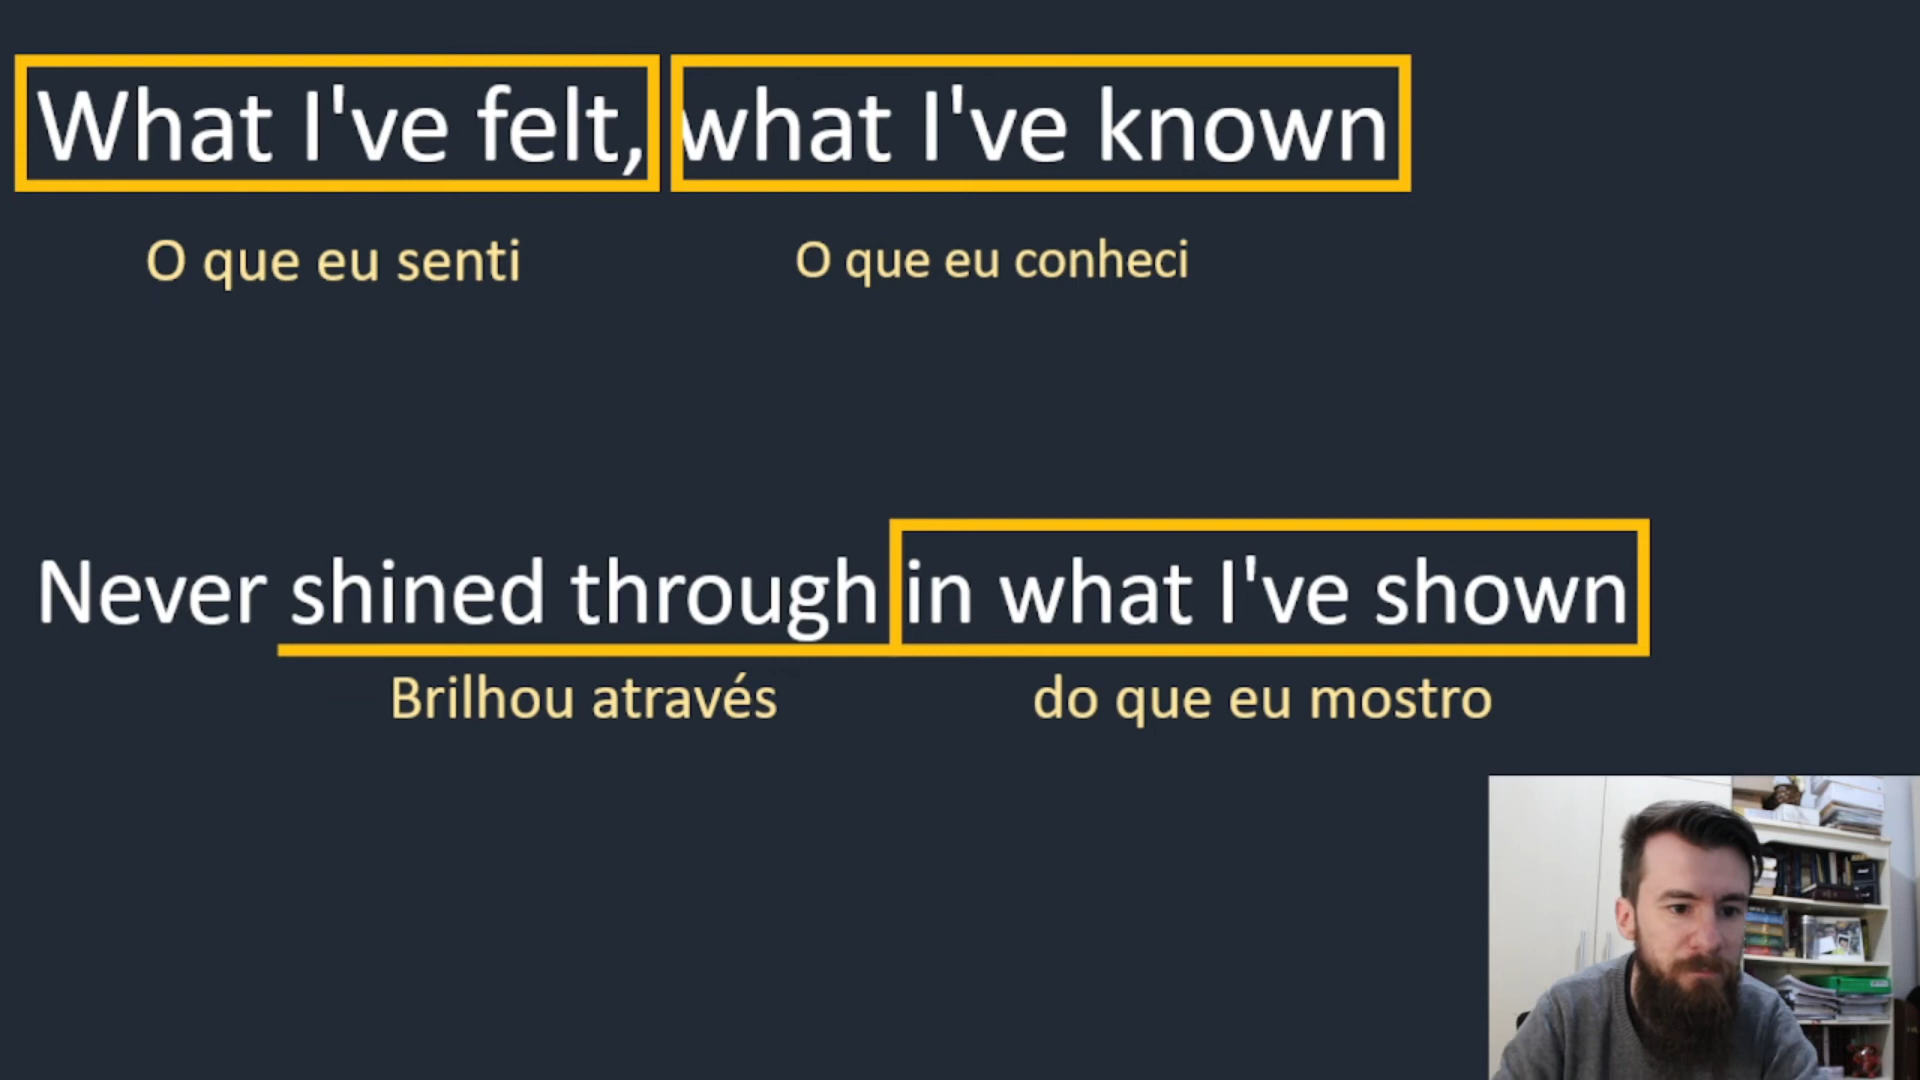 What I've felt, what I've known
O que eu senti O que eu conheci
Never shined through in what I've shown
Brilhou através do que eu mostro